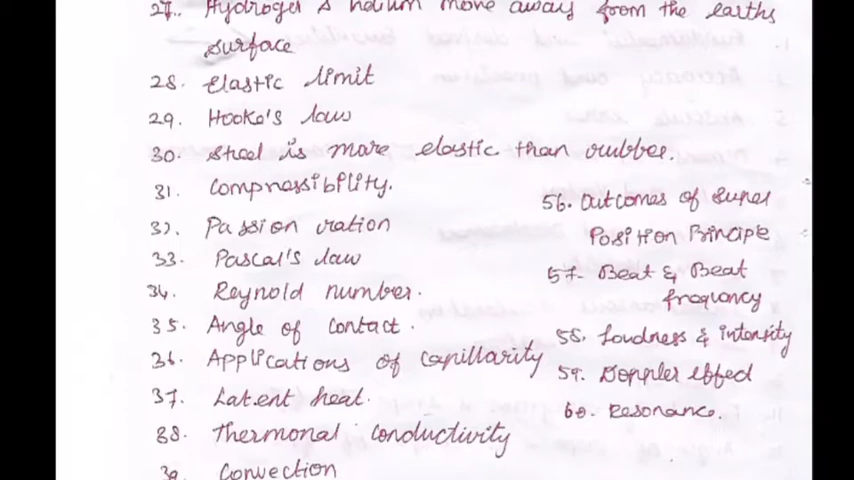 27. Hydrogen & helium move away from the earths
surface
28. Elastic limit
29. Hooke's law
30. Steel is more elastic than rubber.
31. Compressibility.
32. Passion ration
33. Pascal's law
34. Reynold number.
35. Angle of contact.
36. Applications of capillarity
37. Latent heat.
38. Thermonal conductivity
39. Convection
56. Outcomes of super
Position Principle
57. Beat & Beat
frequency
58. Loudness & intensity
59. Doppler effed
60. Resonance.